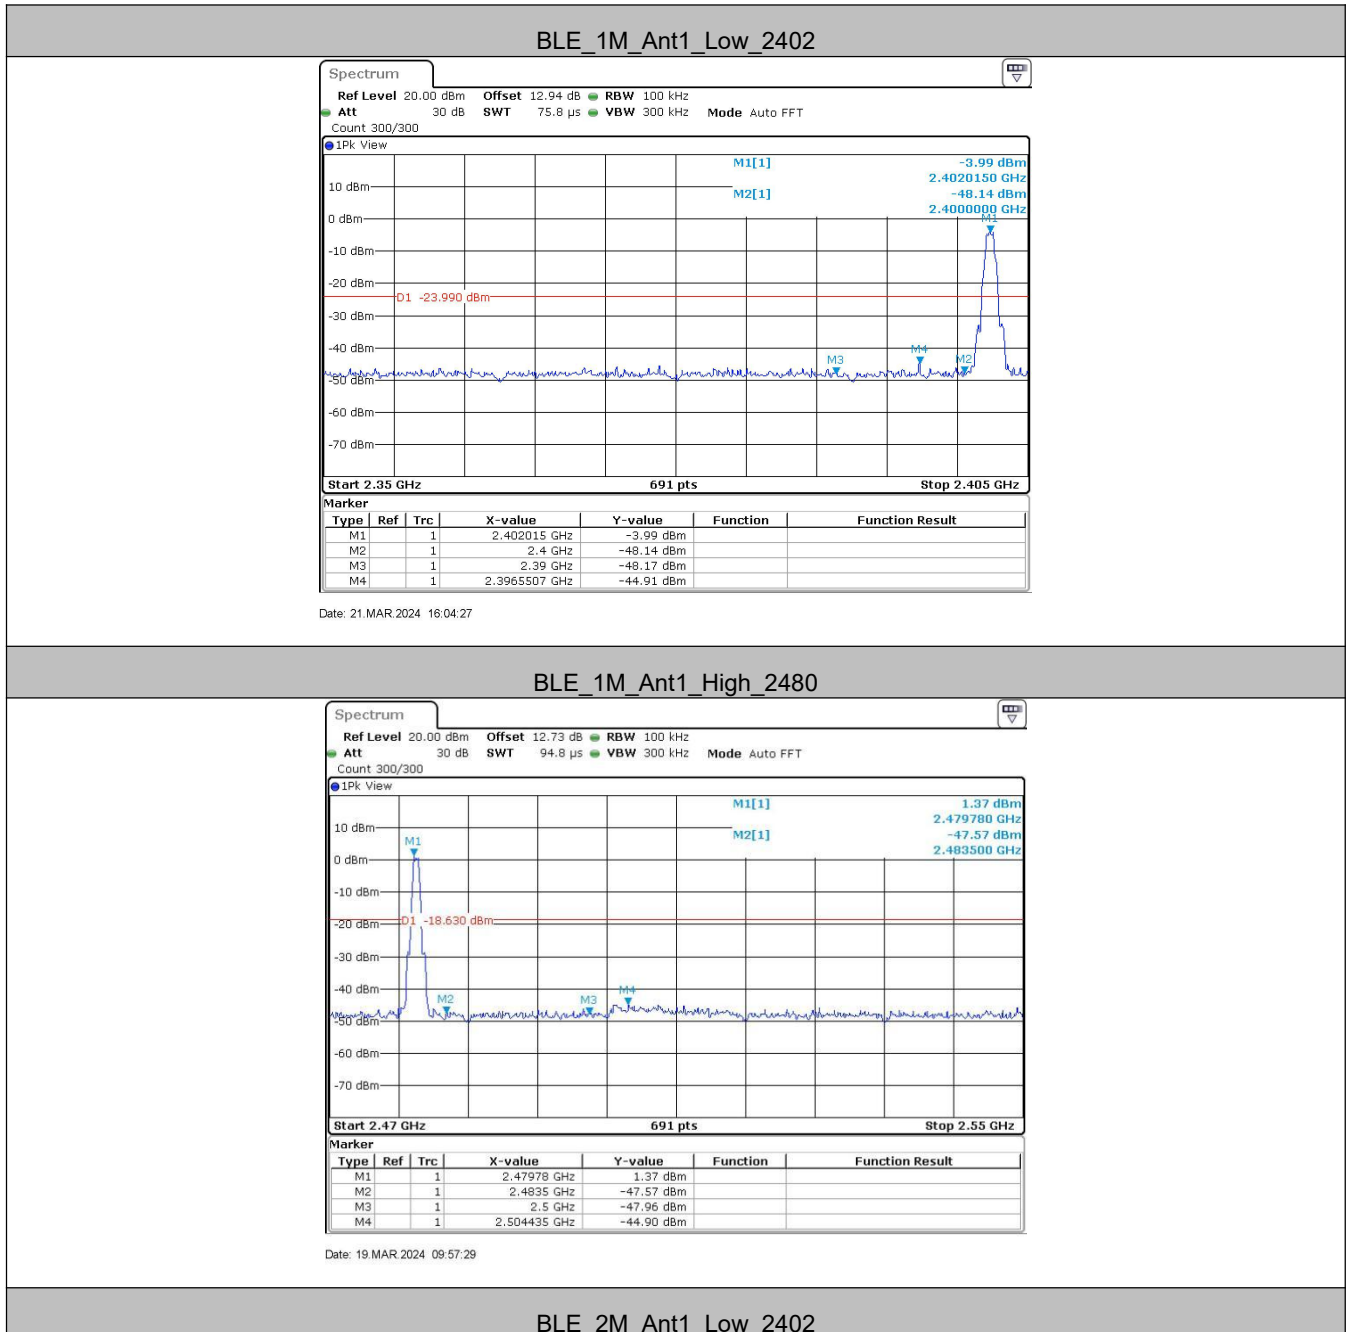 BLE_1M_Ant1_Low_2402
Spectrum
Ref Level 20.00 dBm Offset 12.94 dB RBW 100 kHz
Att 30 dB SWT 75.8 µs VBW 300 kHz Mode Auto FFT
Count 300/300
1Pk View
M1[1] -3.99 dBm
2.4020150 GHz
10 dBm
M2[1] -48.14 dBm
2.4000000 GHz
0 dBm
M1
-10 dBm
-20 dBm
D1 -23.990 dBm
-30 dBm
-40 dBm
M3 M4 M2
-50 dBm
-60 dBm
-70 dBm
Start 2.35 GHz 691 pts Stop 2.405 GHz
Marker
Type Ref Trc X-value Y-value Function Function Result
M1 1 2.402015 GHz -3.99 dBm
M2 1 2.4 GHz -48.14 dBm
M3 1 2.39 GHz -48.17 dBm
M4 1 2.3965507 GHz -44.91 dBm
Date: 21.MAR.2024 16:04:27
BLE_1M_Ant1_High_2480
Spectrum
Ref Level 20.00 dBm Offset 12.73 dB RBW 100 kHz
Att 30 dB SWT 94.8 µs VBW 300 kHz Mode Auto FFT
Count 300/300
1Pk View
M1[1] 1.37 dBm
2.479780 GHz
10 dBm
M2[1] -47.57 dBm
M1
2.483500 GHz
0 dBm
-10 dBm
-20 dBm
D1 -18.630 dBm
-30 dBm
-40 dBm
M2 M3 M4
-50 dBm
-60 dBm
-70 dBm
Start 2.47 GHz 691 pts Stop 2.55 GHz
Marker
Type Ref Trc X-value Y-value Function Function Result
M1 1 2.47978 GHz 1.37 dBm
M2 1 2.4835 GHz -47.57 dBm
M3 1 2.5 GHz -47.96 dBm
M4 1 2.504435 GHz -44.90 dBm
Date: 19.MAR.2024 09:57:29
BLE_2M_Ant1_Low_2402